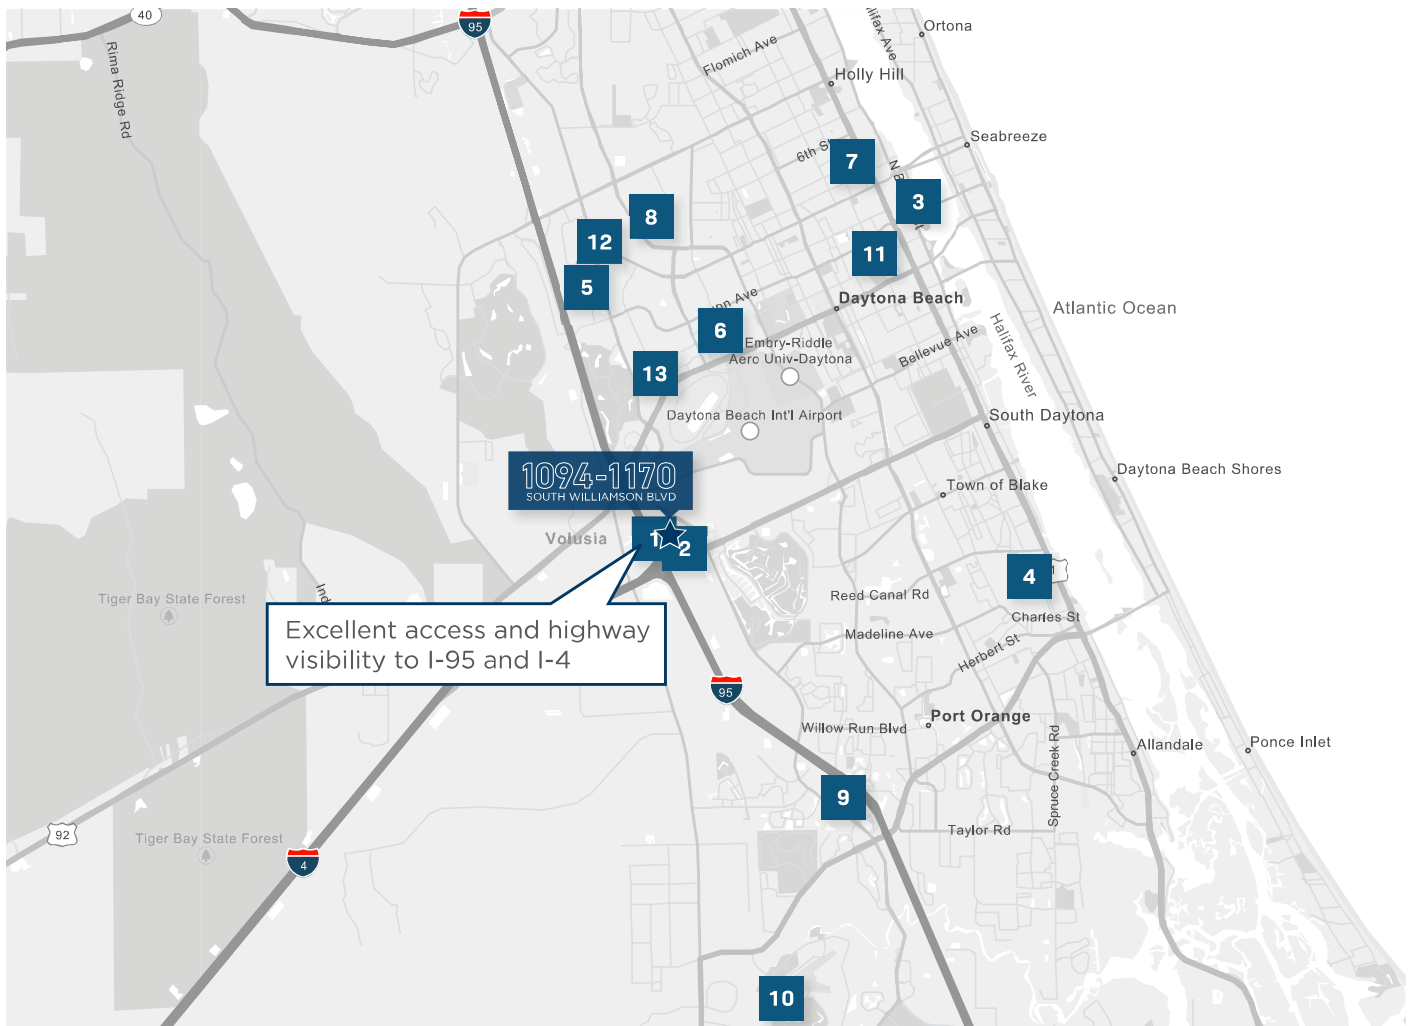 40
95
Ortona
Halifax Ave
Flomich Ave
Rima Ridge Rd
Holly Hill
Seabreeze
6th St
7
3
8
12
11
5
Daytona Beach
Atlantic Ocean
Ave
6
Halifax River
Bellevue Ave
Embry-Riddle
Aero Univ-Daytona
13
Daytona Beach Int'l Airport
South Daytona
1094-1170
SOUTH WILLIAMSON BLVD
Daytona Beach Shores
Town of Blake
Volusia
1
2
4
1
Tiger Bay State Forest
Reed Canal Rd
Charles St
Excellent access and highway
visibility to I-95 and I-4
Madeline Ave
Herbert St
95
Willow Run Blvd
Port Orange
Allandale
Ponce Inlet
Spruce Creek Rd
9
92
Tiger Bay State Forest
4
Taylor Rd
10